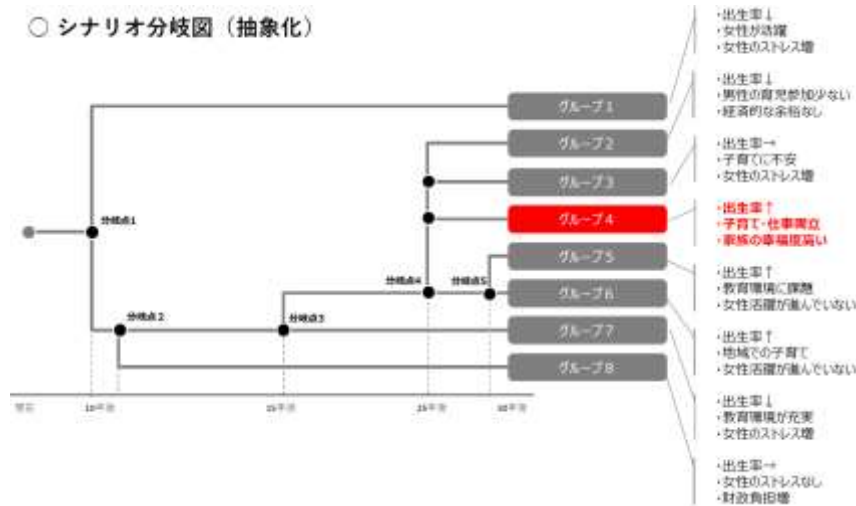 ○ シナリオ分岐図（抽象化）
グループ1
グループ2
グループ3
グループ4
グループ5
グループ6
グループ7
グループ8
分岐点1
分岐点2
分岐点3
分岐点4
分岐点5
・出生率↓
・女性が活躍
・女性のストレス増
・出生率↓
・男性の育児参加少ない
・経済的な余裕なし
・出生率→
・子育てに不安
・女性のストレス増
・出生率↑
・子育て・仕事両立
・家族の幸福度高い
・出生率↑
・教育環境に課題
・女性活躍が進んでいない
・出生率↑
・地域での子育て
・女性活躍が進んでいない
・出生率↓
・教育環境が充実
・女性のストレス増
・出生率→
・女性のストレスなし
・財政負担増